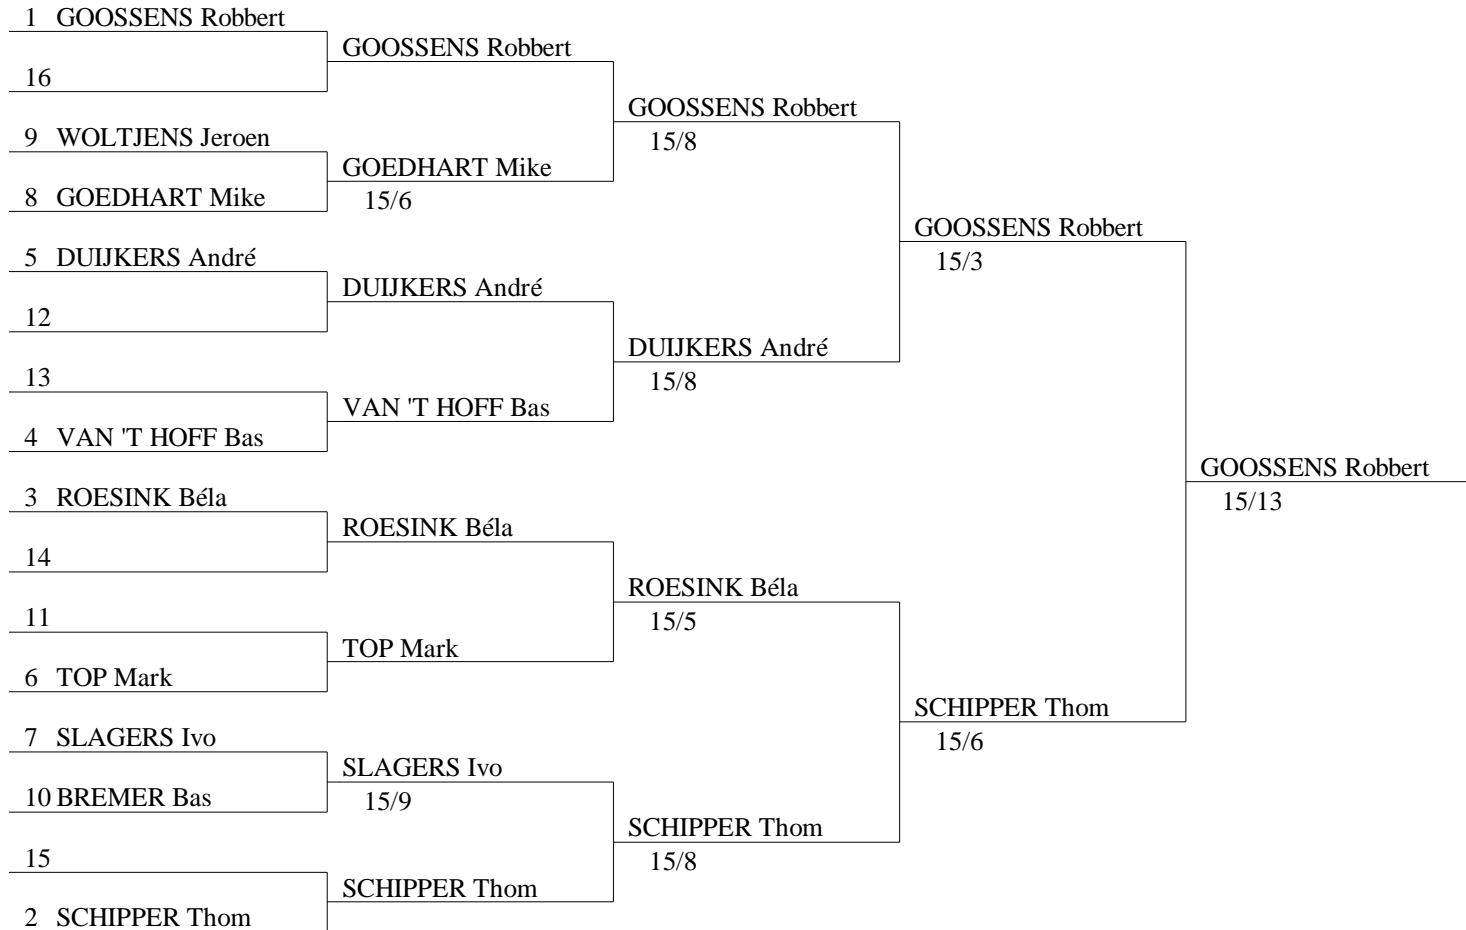 1 GOOSSENS Robbert
GOOSSENS Robbert
16
GOOSSENS Robbert
15/8
9 WOLTJENS Jeroen
GOEDHART Mike
15/6
8 GOEDHART Mike
GOOSSENS Robbert
15/3
5 DUIJKERS André
DUIJKERS André
12
DUIJKERS André
15/8
13
VAN 'T HOFF Bas
4 VAN 'T HOFF Bas
GOOSSENS Robbert
15/13
3 ROESINK Béla
ROESINK Béla
14
ROESINK Béla
15/5
11
TOP Mark
6 TOP Mark
SCHIPPER Thom
15/6
7 SLAGERS Ivo
SLAGERS Ivo
15/9
10 BREMER Bas
SCHIPPER Thom
15/8
15
SCHIPPER Thom
2 SCHIPPER Thom